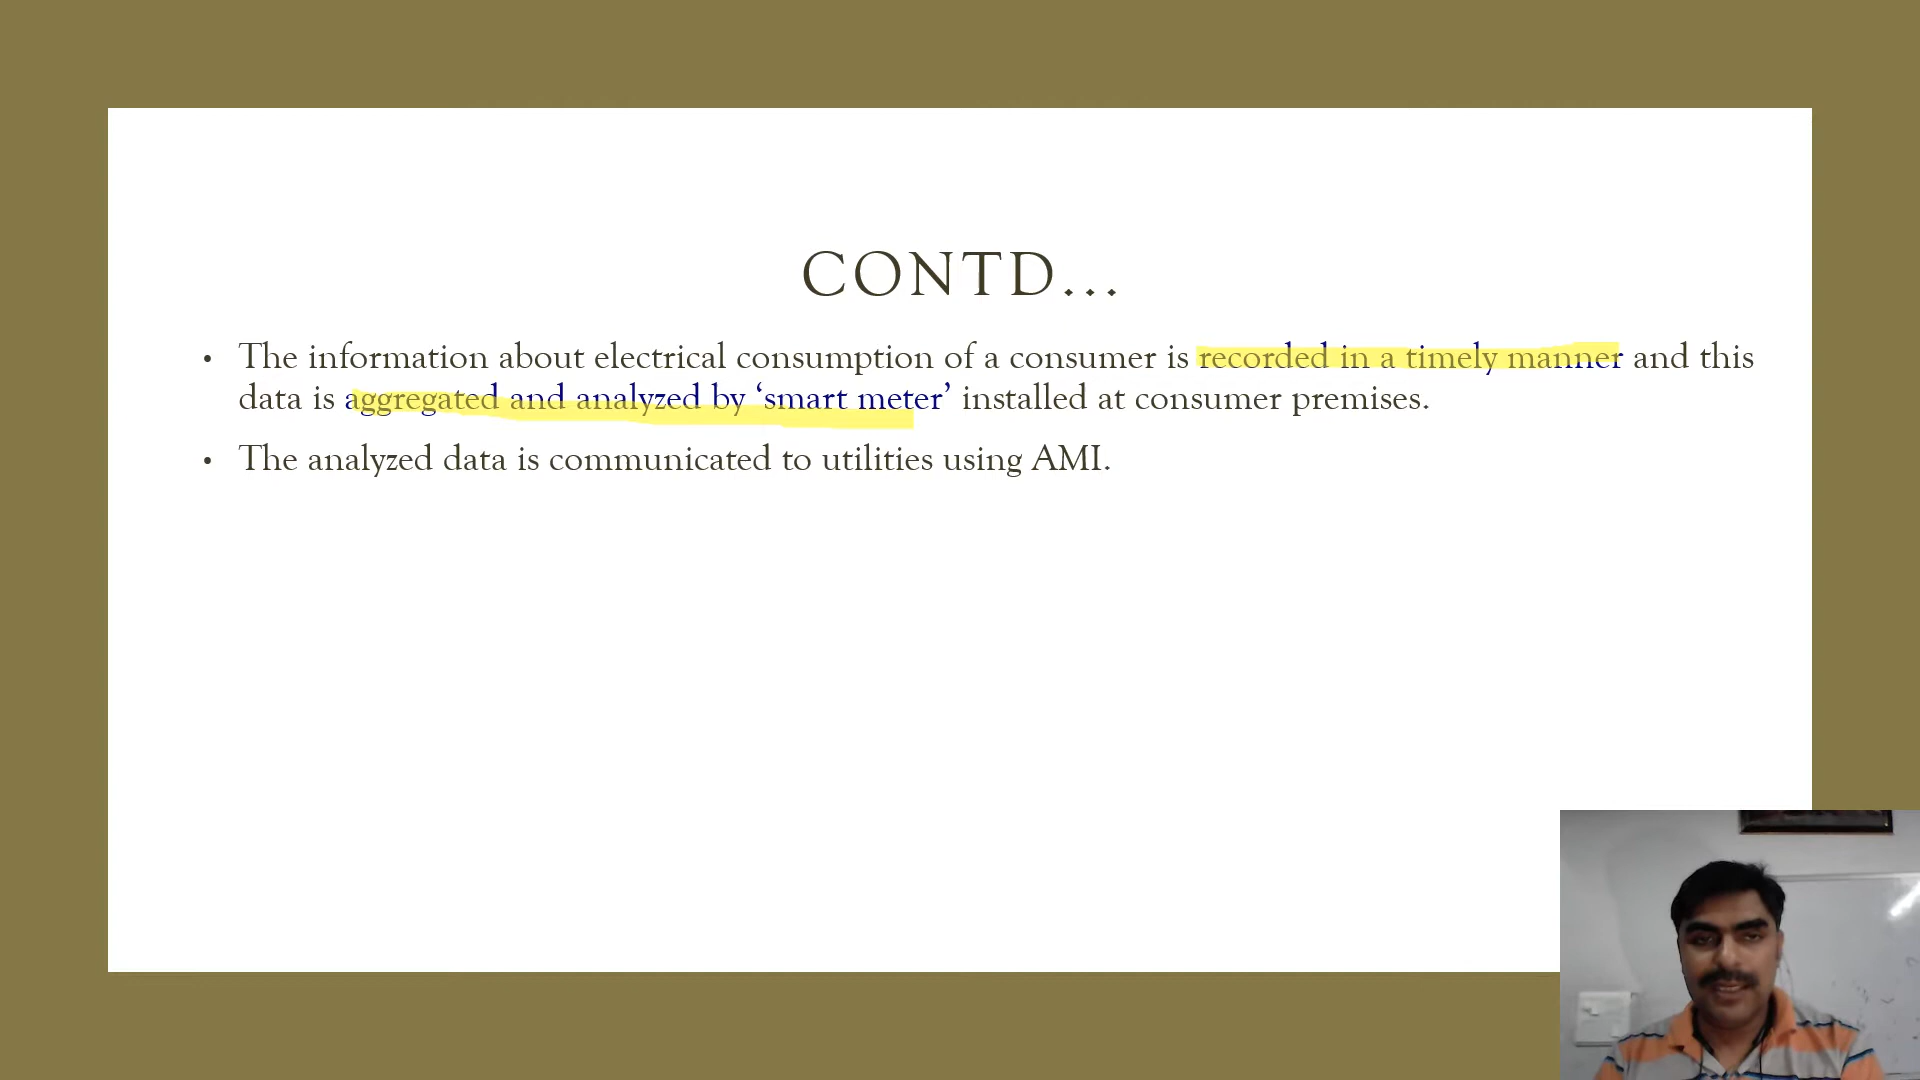 CONTD...
• The information about electrical consumption of a consumer is recorded in a timely manner and this
data is aggregated and analyzed by ‘smart meter’ installed at consumer premises.
• The analyzed data is communicated to utilities using AMI.